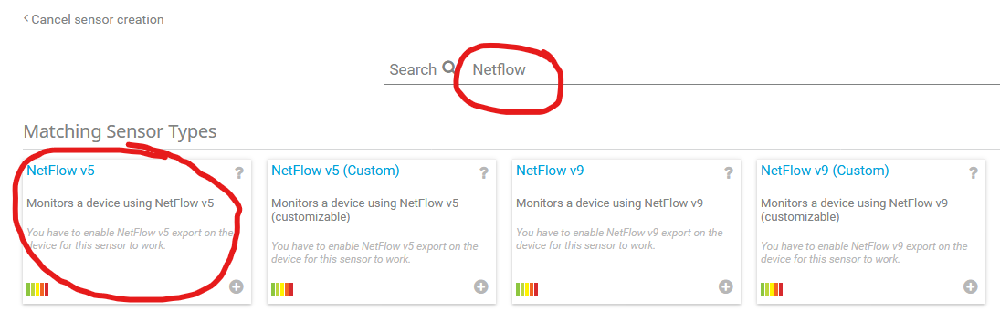 Cancel sensor creation
Search Netflow
Matching Sensor Types
NetFlow v5
?
Monitors a device using NetFlow v5
You have to enable NetFlow v5 export on the
device for this sensor to work.
NetFlow v5 (Custom)
?
Monitors a device using NetFlow v5
(customizable)
You have to enable NetFlow v5 export on the
device for this sensor to work.
NetFlow v9
?
Monitors a device using NetFlow v9
You have to enable NetFlow v9 export on the
device for this sensor to work.
NetFlow v9 (Custom)
?
Monitors a device using NetFlow v9
(customizable)
You have to enable NetFlow v9 export on the
device for this sensor to work.